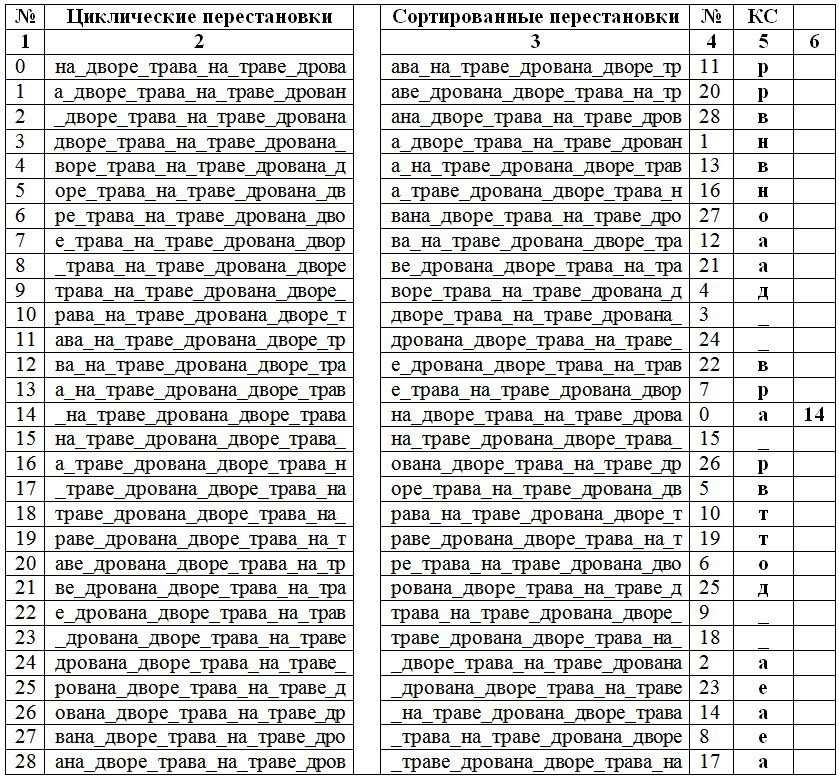 № Циклические перестановки Сортированные перестановки № КС
1 2 3 4 5 6
0 на_дворе_трава_на_траве_дрова ава_на_траве_дрована_дворе_тр 11 р
1 а_дворе_трава_на_траве_дрован аве_дрована_дворе_трава_на_тр 20 р
2 _дворе_трава_на_траве_дрована ана_дворе_трава_на_траве_дров 28 в
3 дворе_трава_на_траве_дрована_ а_дворе_трава_на_траве_дрован 1 н
4 воре_трава_на_траве_дрована_д а_на_траве_дрована_дворе_трав 13 в
5 оре_трава_на_траве_дрована_дв а_траве_дрована_дворе_трава_н 16 н
6 ре_трава_на_траве_дрована_дво вана_дворе_трава_на_траве_дро 27 о
7 е_трава_на_траве_дрована_двор ва_на_траве_дрована_дворе_тра 12 а
8 _трава_на_траве_дрована_дворе ве_дрована_дворе_трава_на_тра 21 а
9 трава_на_траве_дрована_дворе_ воре_трава_на_траве_дрована_д 4 д
10 рава_на_траве_дрована_дворе_т дворе_трава_на_траве_дрована_ 3 _
11 ава_на_траве_дрована_дворе_тр дрована_дворе_трава_на_траве_ 24 _
12 ва_на_траве_дрована_дворе_тра е_дрована_дворе_трава_на_трав 22 в
13 а_на_траве_дрована_дворе_трав е_трава_на_траве_дрована_двор 7 р
14 _на_траве_дрована_дворе_трава на_дворе_трава_на_траве_дрова 0 а 14
15 на_траве_дрована_дворе_трава_ на_траве_дрована_дворе_трава_ 15 _
16 а_траве_дрована_дворе_трава_н ована_дворе_трава_на_траве_др 26 р
17 _траве_дрована_дворе_трава_на оре_трава_на_траве_дрована_дв 5 в
18 траве_дрована_дворе_трава_на_ рава_на_траве_дрована_дворе_т 10 т
19 раве_дрована_дворе_трава_на_т раве_дрована_дворе_трава_на_т 19 т
20 аве_дрована_дворе_трава_на_тр ре_трава_на_траве_дрована_дво 6 о
21 ве_дрована_дворе_трава_на_тра рована_дворе_трава_на_траве_д 25 д
22 е_дрована_дворе_трава_на_трав трава_на_траве_дрована_дворе_ 9 _
23 _дрована_дворе_трава_на_траве траве_дрована_дворе_трава_на_ 18 _
24 дрована_дворе_трава_на_траве_ _дворе_трава_на_траве_дрована 2 а
25 рована_дворе_трава_на_траве_д _дрована_дворе_трава_на_траве 23 е
26 ована_дворе_трава_на_траве_др _на_траве_дрована_дворе_трава 14 а
27 вана_дворе_трава_на_траве_дро _трава_на_траве_дрована_дворе 8 е
28 ана_дворе_трава_на_траве_дров _траве_дрована_дворе_трава_на 17 а